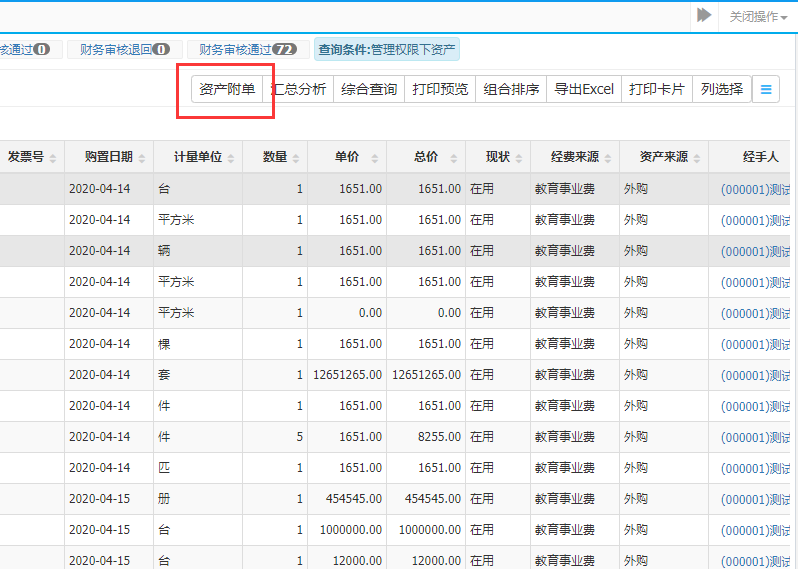 关闭操作
核通过0 财务审核退回0 财务审核通过72 查询条件:管理权限下资产
资产附单 汇总分析 综合查询 打印预览 组合排序 导出Excel 打印卡片 列选择
发票号 购置日期 计量单位 数量 单价 总价 现状 经费来源 资产来源 经手人
2020-04-14 台 1 1651.00 1651.00 在用 教育事业费 外购 (000001)测试
2020-04-14 平方米 1 1651.00 1651.00 在用 教育事业费 外购 (000001)测试
2020-04-14 辆 1 1651.00 1651.00 在用 教育事业费 外购 (000001)测试
2020-04-14 平方米 1 1651.00 1651.00 在用 教育事业费 外购 (000001)测试
2020-04-14 平方米 1 0.00 0.00 在用 教育事业费 外购 (000001)测试
2020-04-14 棵 1 1651.00 1651.00 在用 教育事业费 外购 (000001)测试
2020-04-14 套 1 12651265.00 12651265.00 在用 教育事业费 外购 (000001)测试
2020-04-14 件 1 1651.00 1651.00 在用 教育事业费 外购 (000001)测试
2020-04-14 件 5 1651.00 8255.00 在用 教育事业费 外购 (000001)测试
2020-04-14 匹 1 1651.00 1651.00 在用 教育事业费 外购 (000001)测试
2020-04-15 册 1 454545.00 454545.00 在用 教育事业费 外购 (000001)测试
2020-04-15 台 1 1000000.00 1000000.00 在用 教育事业费 外购 (000001)测试
2020-04-15 台 1 12000.00 12000.00 在用 教育事业费 外购 (000001)测试